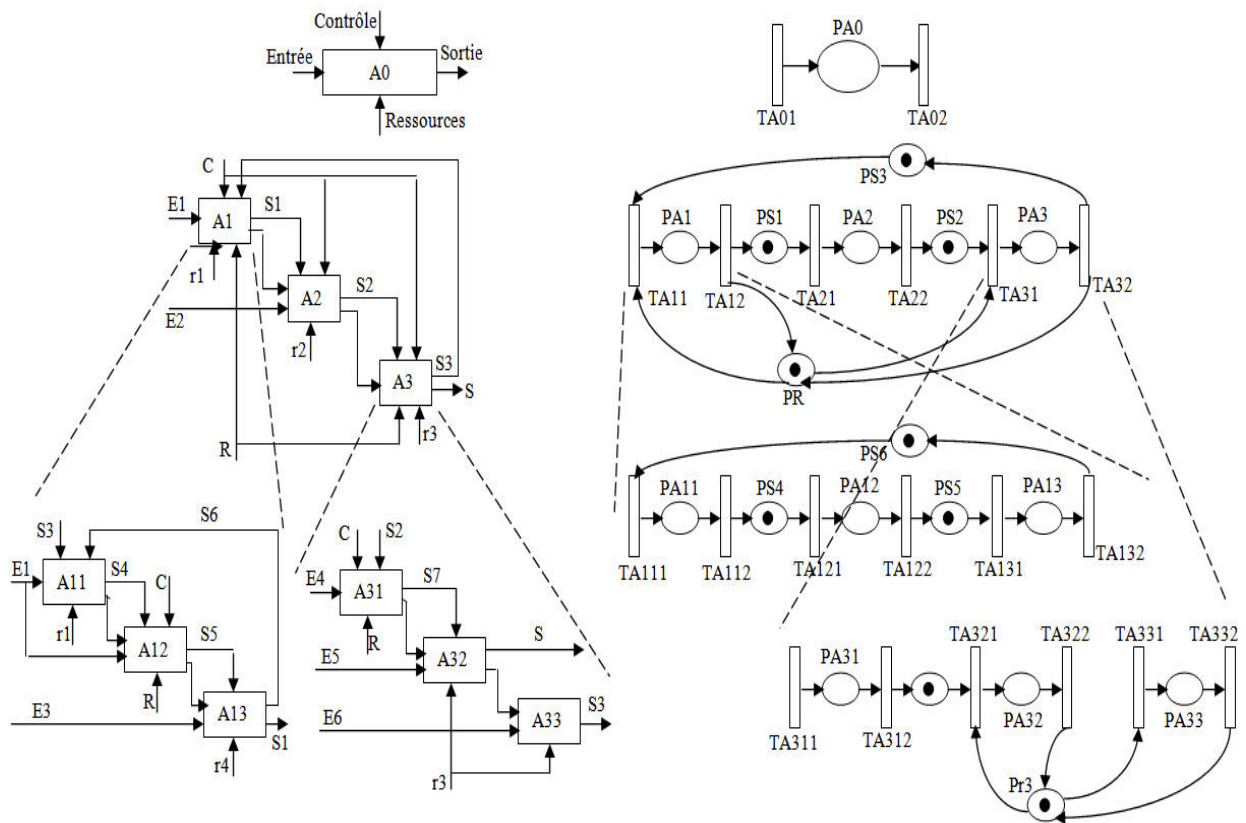 Contrôle
Entrée
Sortie
A0
Ressources
PA0
TA01
TA02
C
E1
A1
S1
r1
A2
S2
E2
r2
A3
S3
S
R
r3
PS3
PA1
PS1
PA2
PS2
PA3
TA11
TA12
TA21
TA22
TA31
TA32
PR
S3
S6
E1
A11
S4
C
r1
A12
S5
R
E3
A13
S1
r4
C
S2
E4
A31
S7
R
A32
S
E5
E6
A33
S3
r3
PS6
PA11
PS4
PA12
PS5
PA13
TA111
TA112
TA121
TA122
TA131
TA132
TA321
TA322
TA331
TA332
PA31
PA32
PA33
TA311
TA312
Pr3